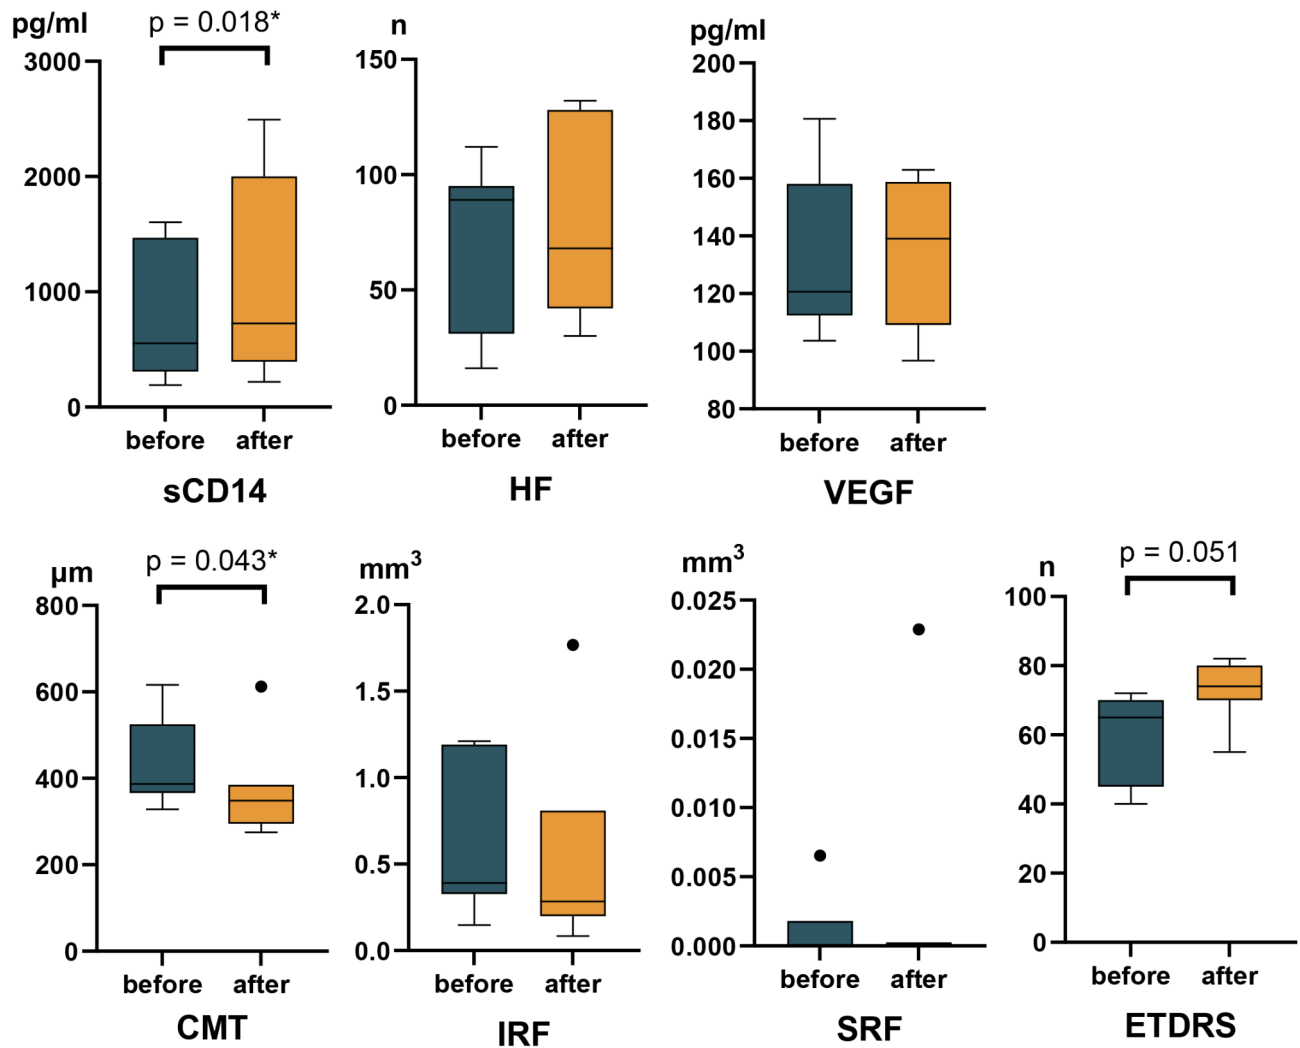 pg/ml
p = 0.018*
3000
2000
1000
0
before after
sCD14
n
150
100
50
0
before after
HF
pg/ml
200
180
160
140
120
100
80
before after
VEGF
µm
p = 0.043*
800
600
400
200
0
before after
CMT
mm³
2.0
1.5
1.0
0.5
0.0
before after
IRF
mm³
0.025
0.020
0.015
0.010
0.005
0.000
before after
SRF
n
p = 0.051
100
80
60
40
20
0
before after
ETDRS